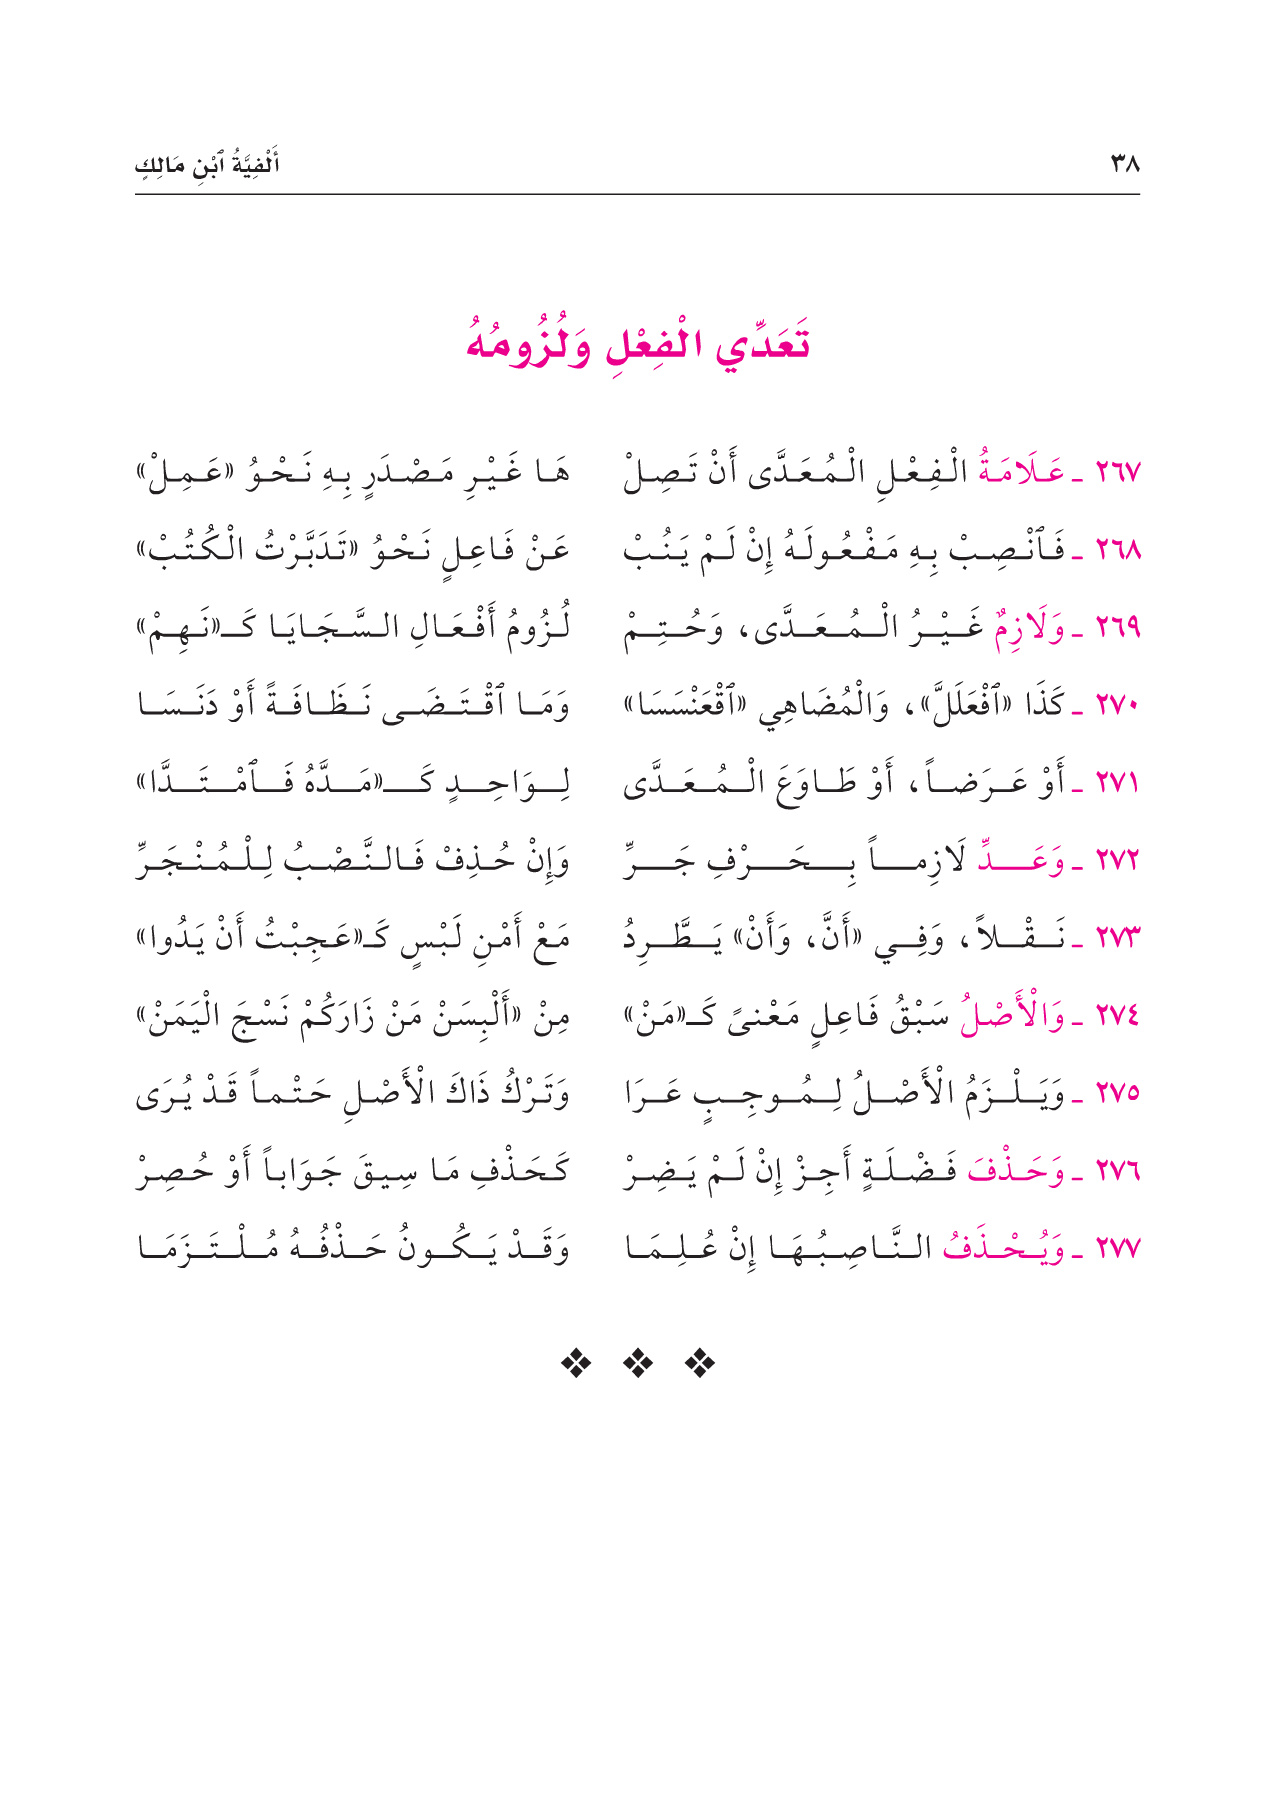 ٣٨ أَلْفِيَّةُ ٱبْنِ مَالِكٍ
تَعَدِّي الْفِعْلِ وَلُزُومُهُ
٢٦٧ ـ عَلَامَةُ الْفِعْلِ الْمُعَدَّى أَنْ تَصِلْ هَا غَيْرِ مَصْدَرٍ بِهِ نَحْوُ «عَمِلْ»
٢٦٨ ـ فَٱنْصِبْ بِهِ مَفْعُولَهُ إِنْ لَمْ يَنُبْ عَنْ فَاعِلٍ نَحْوُ «تَدَبَّرْتُ الْكُتُبْ»
٢٦٩ ـ وَلَازِمٌ غَيْرُ الْمُعَدَّى، وَحُتِمْ لُزُومُ أَفْعَالِ السَّجَايَا كَـ«نَهِمْ»
٢٧٠ ـ كَذَا «ٱفْعَلَلَّ»، وَالْمُضَاهِي «ٱقْعَنْسَسَا» وَمَا ٱقْتَضَى نَظَافَةً أَوْ دَنَسَا
٢٧١ ـ أَوْ عَرَضاً، أَوْ طَاوَعَ الْمُعَدَّى لِوَاحِدٍ كَـ«مَدَّهُ فَٱمْتَدَّا»
٢٧٢ ـ وَعَدِّ لَازِماً بِحَرْفِ جَرِّ وَإِنْ حُذِفْ فَالنَّصْبُ لِلْمُنْجَرِّ
٢٧٣ ـ نَقْلاً، وَفِي «أَنَّ، وَأَنْ» يَطَّرِدُ مَعْ أَمْنِ لَبْسٍ كَـ«عَجِبْتُ أَنْ يَدُوا»
٢٧٤ ـ وَالْأَصْلُ سَبْقُ فَاعِلٍ مَعْنىً كَـ«مَنْ» مِنْ «أَلْبِسَنْ مَنْ زَارَكُمْ نَسْجَ الْيَمَنْ»
٢٧٥ ـ وَيَلْزَمُ الْأَصْلُ لِمُوجِبٍ عَرَا وَتَرْكُ ذَاكَ الْأَصْلِ حَتْماً قَدْ يُرَى
٢٧٦ ـ وَحَذْفَ فَضْلَةٍ أَجِزْ إِنْ لَمْ يَضِرْ كَحَذْفِ مَا سِيقَ جَوَاباً أَوْ حُصِرْ
٢٧٧ ـ وَيُحْذَفُ النَّاصِبُهَا إِنْ عُلِمَا وَقَدْ يَكُونُ حَذْفُهُ مُلْتَزَمَا